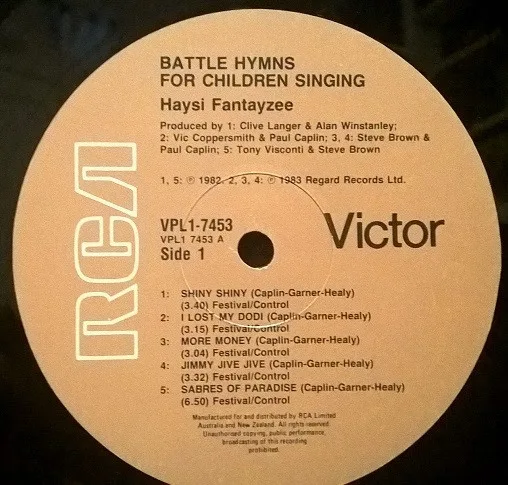 BATTLE HYMNS
FOR CHILDREN SINGING
Haysi Fantayzee
Produced by 1: Clive Langer & Alan Winstanley;
2: Vic Coppersmith & Paul Caplin; 3, 4: Steve Brown &
Paul Caplin; 5: Tony Visconti & Steve Brown
1, 5: ℗ 1982, 2, 3, 4: ℗ 1983 Regard Records Ltd.
RCA
VPL1-7453
VPL1 7453 A
Side 1
Victor
1: SHINY SHINY (Caplin-Garner-Healy)
(3.40) Festival/Control
2: I LOST MY DODI (Caplin-Garner-Healy)
(3.15) Festival/Control
3: MORE MONEY (Caplin-Garner-Healy)
(3.04) Festival/Control
4: JIMMY JIVE JIVE (Caplin-Garner-Healy)
(3.32) Festival/Control
5: SABRES OF PARADISE (Caplin-Garner-Healy)
(6.50) Festival/Control
Manufactured for and distributed by RCA Limited
Australia and New Zealand. All rights reserved.
Unauthorised copying, public performance,
broadcasting of this recording
prohibited.